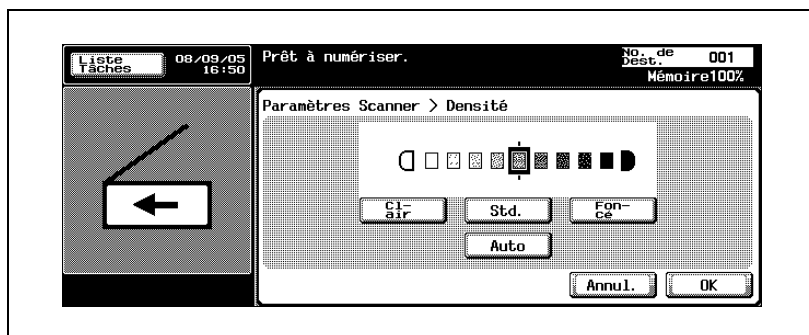 Liste
Tâches
08/09/05
16:50
Prêt à numériser.
No. de
Dest.
001
Mémoire100%
Paramètres Scanner > Densité
Cl-
air
Std.
Fon-
cé
Auto
Annul.
OK